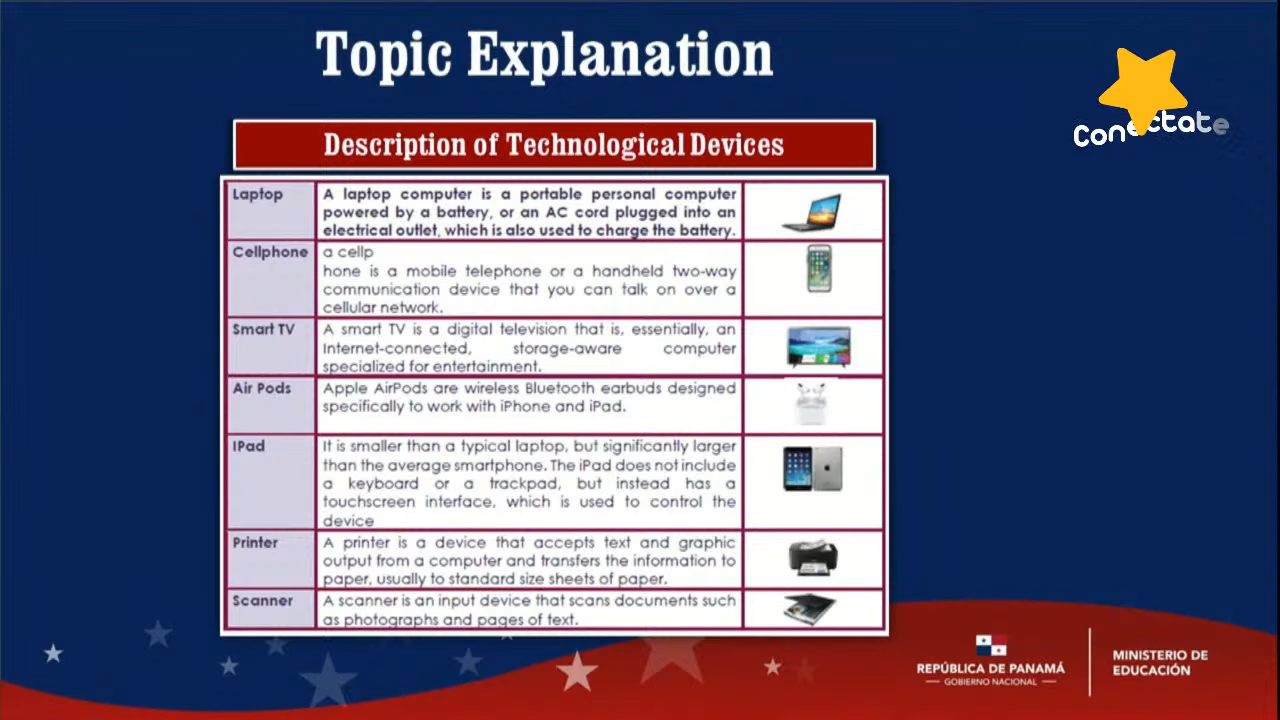 Topic Explanation
Conectate
Description of Technological Devices
Laptop
A laptop computer is a portable personal computer
powered by a battery, or an AC cord plugged into an
electrical outlet, which is also used to charge the battery.
Cellphone
a cellp
hone is a mobile telephone or a handheld two-way
communication device that you can talk on over a
cellular network.
Smart TV
A smart TV is a digital television that is, essentially, an
Internet-connected, storage-aware computer
specialized for entertainment.
Air Pods
Apple AirPods are wireless Bluetooth earbuds designed
specifically to work with iPhone and iPad.
IPad
It is smaller than a typical laptop, but significantly larger
than the average smartphone. The iPad does not include
a keyboard or a trackpad, but instead has a
touchscreen interface, which is used to control the
device
Printer
A printer is a device that accepts text and graphic
output from a computer and transfers the information to
paper, usually to standard size sheets of paper.
Scanner
A scanner is an input device that scans documents such
as photographs and pages of text.
REPÚBLICA DE PANAMÁ
GOBIERNO NACIONAL
MINISTERIO DE
EDUCACIÓN